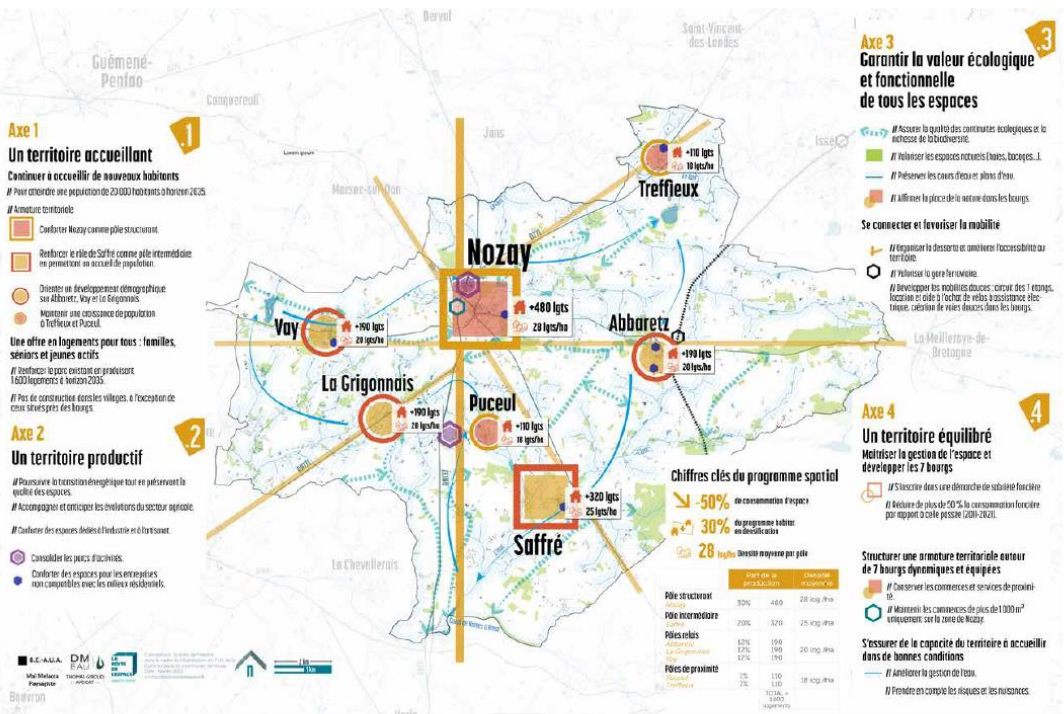 Derval
Saint-Vincent-
des-Landes
Guémené-
Penfao
Conquereuil
Jans
Issé
Lorem ipsum
Marsac-sur-Don
La Meilleraye-de-
Bretagne
La Chevallerais
Axe 1
.1
Un territoire accueillant
Continuer à accueillir de nouveaux habitants
// Pour atteindre une population de 20 000 habitants à horizon 2035.
// Armature territoriale
Conforter Nozay comme pôle structurant
Renforcer le rôle de Saffré comme pôle intermédiaire
en permettant un accueil de population.
Orienter un développement démographique
sur Abbaretz, Vay et La Grigonnais.
Maintenir une croissance de population
à Treffieux et Puceul.
Une offre en logements pour tous : familles,
séniors et jeunes actifs
// Renforcer le parc existant en produisant
1 600 logements à horizon 2035.
// Pas de construction dans les villages, à l'exception de
ceux situés près des bourgs.
Axe 2
.2
Un territoire productif
// Poursuivre la transition énergétique tout en préservant la
qualité des espaces.
// Accompagner et anticiper les évolutions du secteur agricole.
// Conforter des espaces dédiés à l'industrie et à l'artisanat.
Consolider les parcs d'activités.
Conforter des espaces pour les entreprises
non compatibles avec les milieux résidentiels.
Treffieux
+110 lgts
18 lgts/ha
Nozay
+480 lgts
28 lgts/ha
Vay
+190 lgts
20 lgts/ha
Abbaretz
+190 lgts
20 lgts/ha
La Grigonnais
+190 lgts
20 lgts/ha
Puceul
+110 lgts
18 lgts/ha
Saffré
+320 lgts
25 lgts/ha
Canal de Nantes à Brest
Chiffres clés du programme spatial
-50% de consommation d'espace
30% du programme habitat
en densification
28 log/ha Densité moyenne par pôle
Part de la
production
Densité
moyenne
Pôle structurant
Nozay 30% 480 28 log./ha
Pôle intermédiaire
Saffré 20% 320 25 log./ha
Pôles relais
Abbaretz 12% 190
La Grigonnais 12% 190 20 log./ha
Vay 12% 190
Pôles de proximité
Puceul 7% 110
Treffieux 7% 110 18 log./ha
TOTAL =
1 600
logements
Axe 3
.3
Garantir la valeur écologique
et fonctionnelle
de tous les espaces
// Assurer la qualité des continuités écologiques et la
richesse de la biodiversité.
// Valoriser les espaces naturels (haies, bocages...).
// Préserver les cours d'eau et plans d'eau.
// Affirmer la place de la nature dans les bourgs.
Se connecter et favoriser la mobilité
// Organiser la desserte et améliorer l'accessibilité au
territoire.
// Valoriser la gare ferroviaire.
// Développer les mobilités douces : circuit des 7 étangs,
location et aide à l'achat de vélos à assistance élec-
trique, création de voies douces dans les bourgs.
Axe 4
.4
Un territoire équilibré
Maîtriser la gestion de l'espace et
développer les 7 bourgs
// S'inscrire dans une démarche de sobriété foncière
// Réduire de plus de 50 % la consommation foncière
par rapport à celle passée (2011-2021).
Structurer une armature territoriale autour
de 7 bourgs dynamiques et équipées
// Conserver les commerces et services de proximi-
té.
// Maintenir les commerces de plus de 1 000 m²
uniquement sur la zone de Nozay.
S'assurer de la capacité du territoire à accueillir
dans de bonnes conditions
// Améliorer la gestion de l'eau.
// Prendre en compte les risques et les nuisances.
B.E.-A.U.A.
DM
EAU